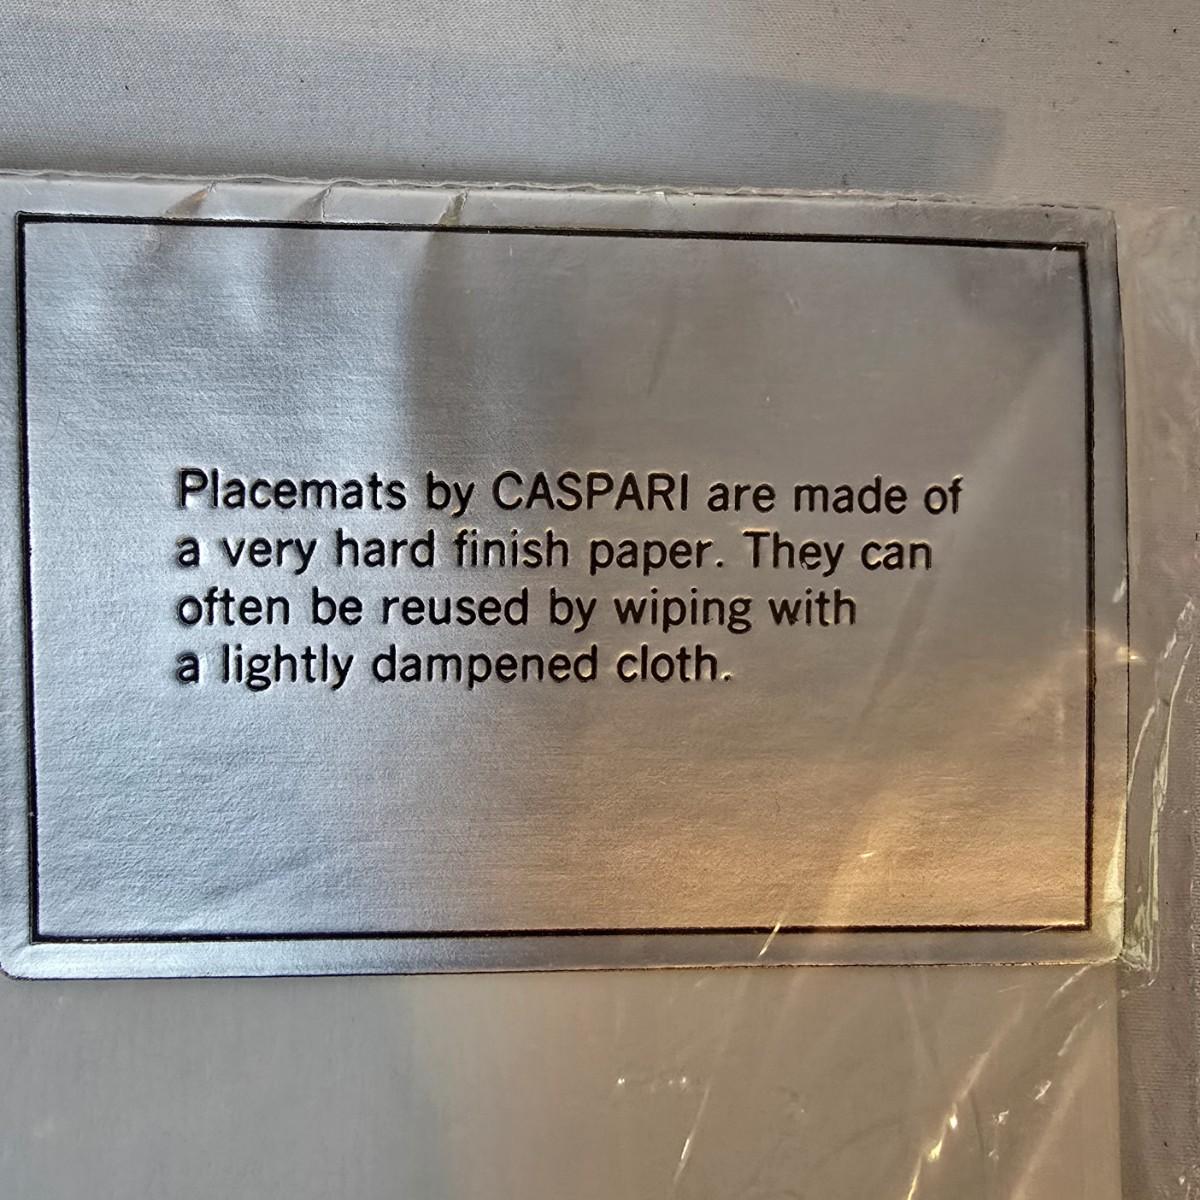 Placemats by CASPARI are made of
a very hard finish paper. They can
often be reused by wiping with
a lightly dampened cloth.